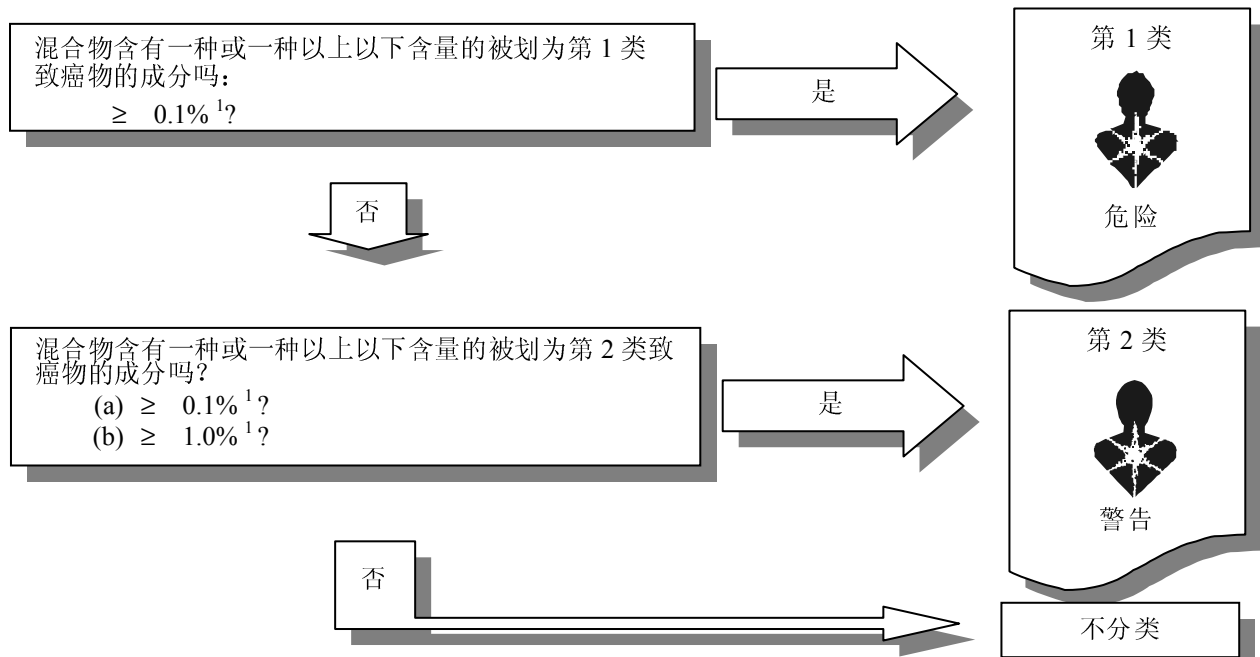 混合物含有一种或一种以上以下含量的被划为第 1 类
致癌物的成分吗：
≥ 0.1% ¹?
是
第 1 类
危险
否
混合物含有一种或一种以上以下含量的被划为第 2 类致
癌物的成分吗？
(a) ≥ 0.1% ¹?
(b) ≥ 1.0% ¹?
是
第 2 类
警告
否
不分类